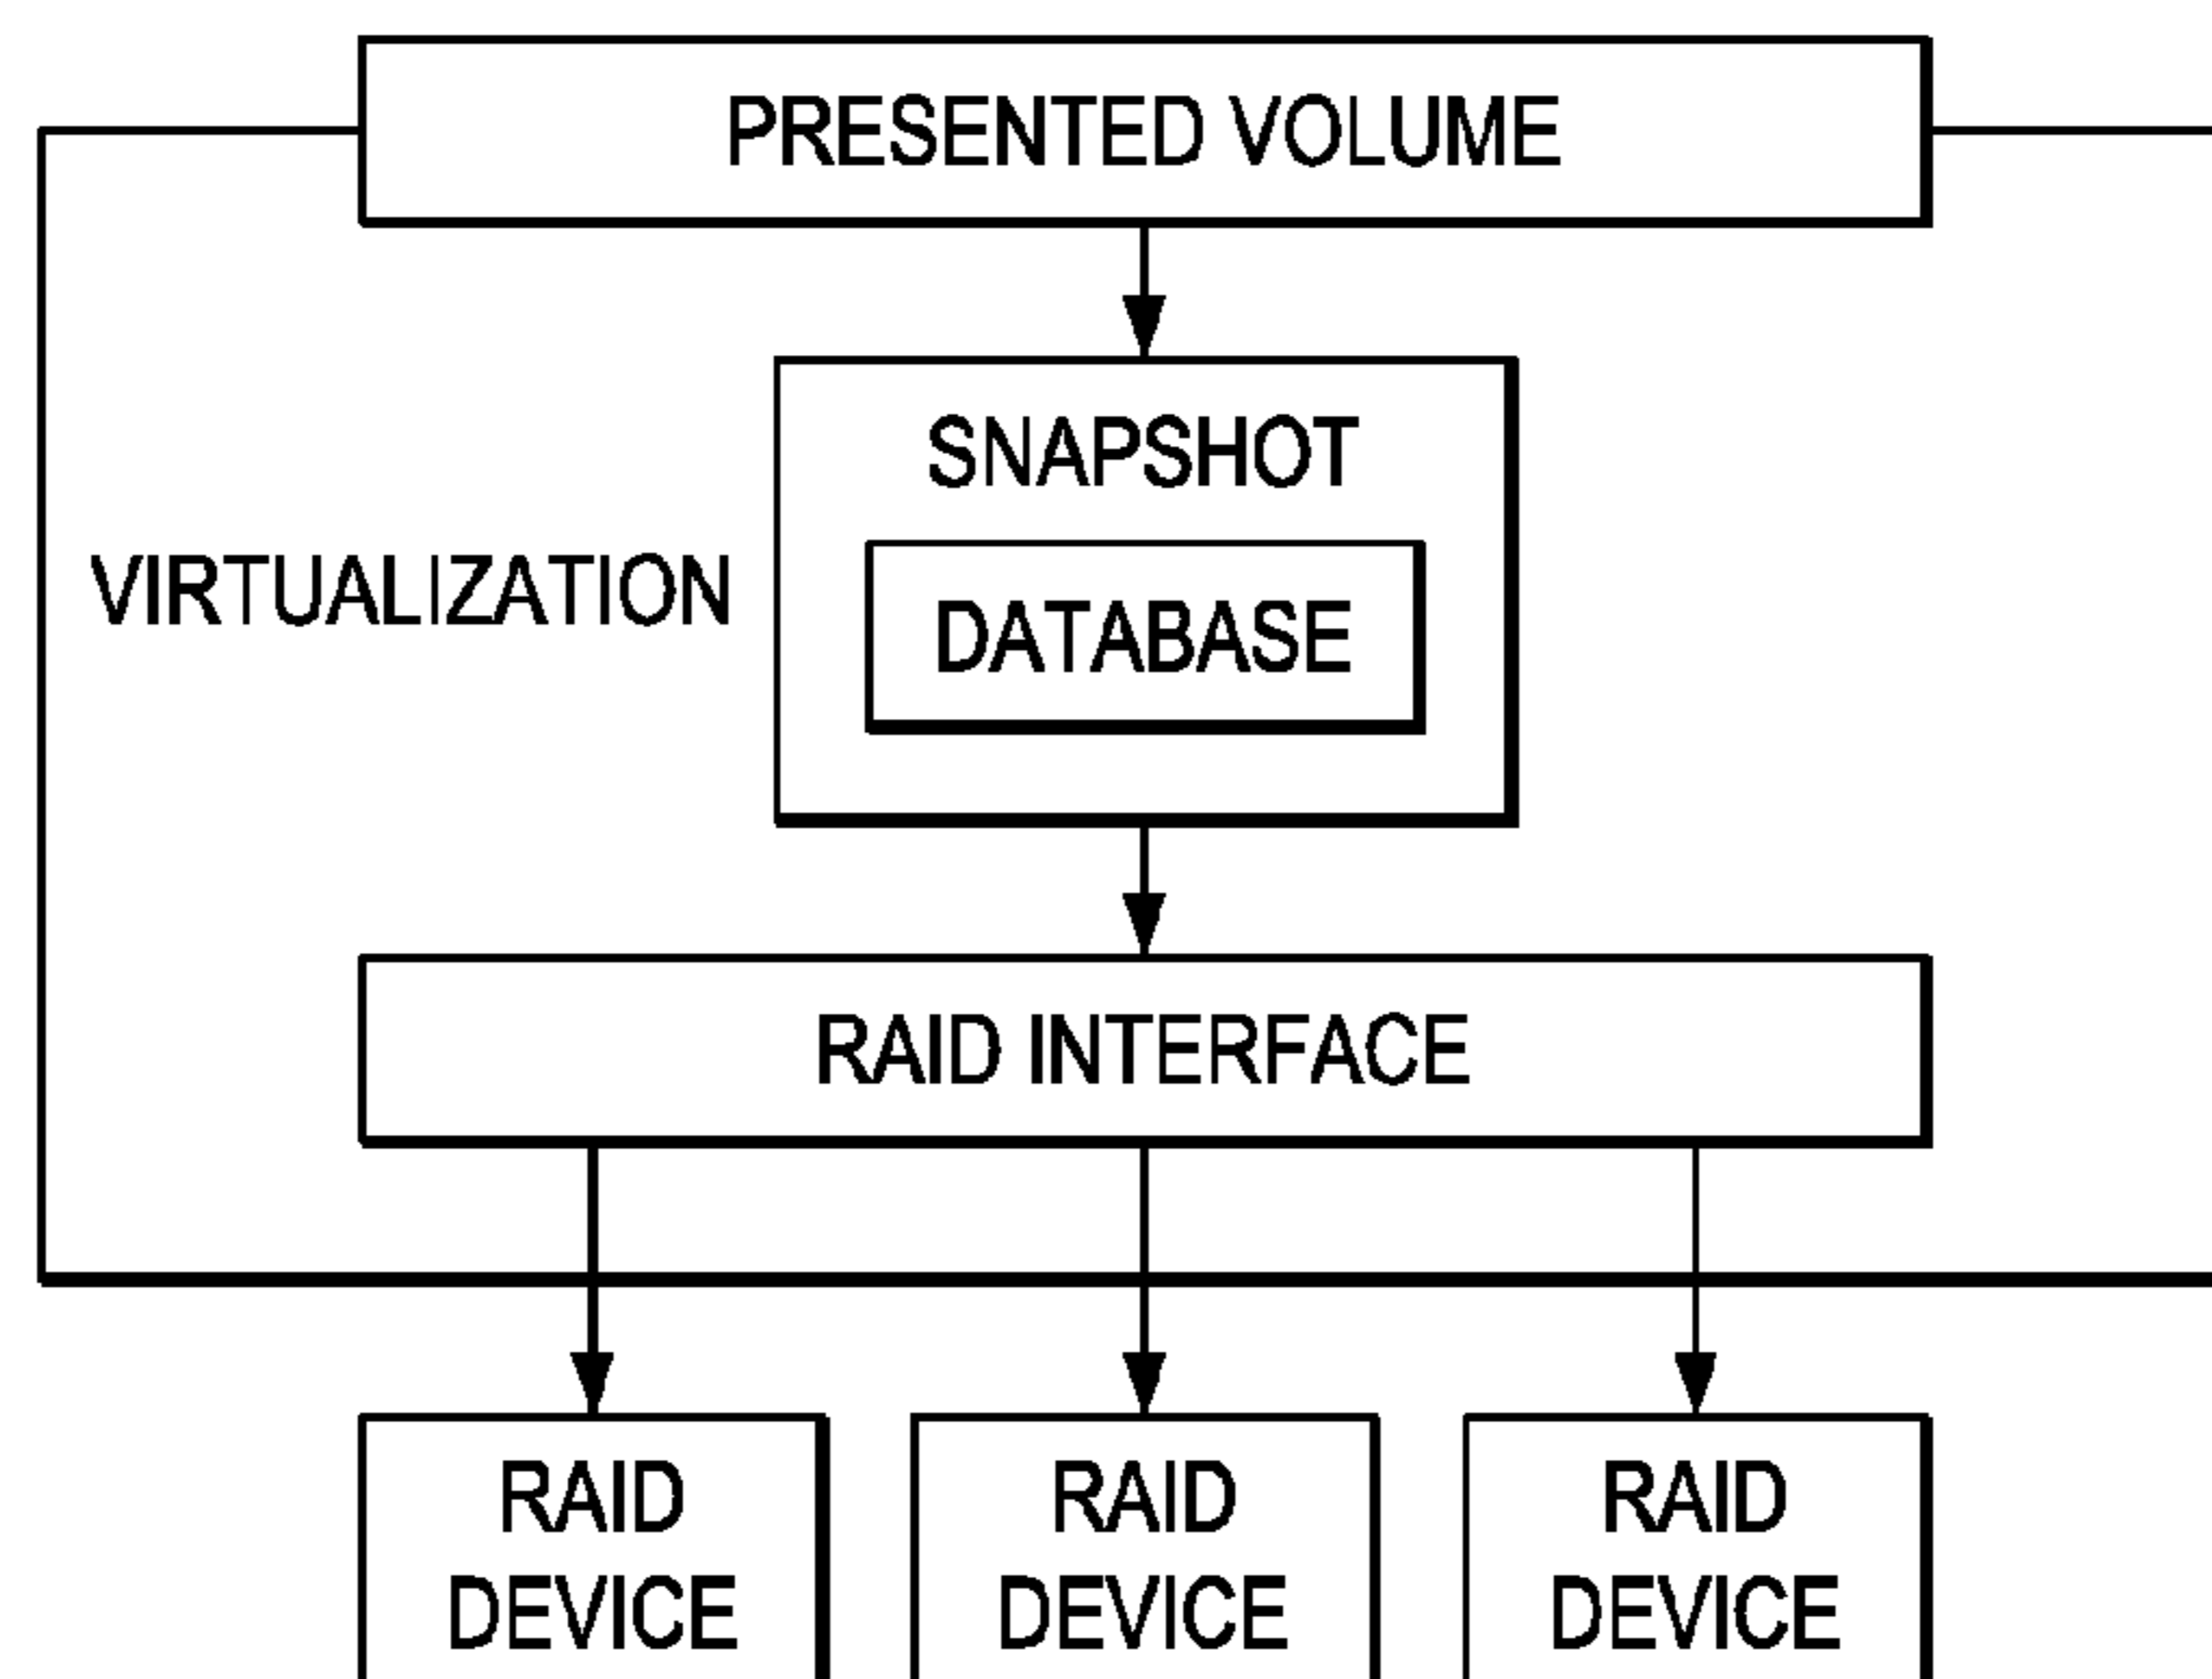 PRESENTED VOLUME
SNAPSHOT
VIRTUALIZATION
DATABASE
RAID INTERFACE
RAID
DEVICE
RAID
DEVICE
RAID
DEVICE